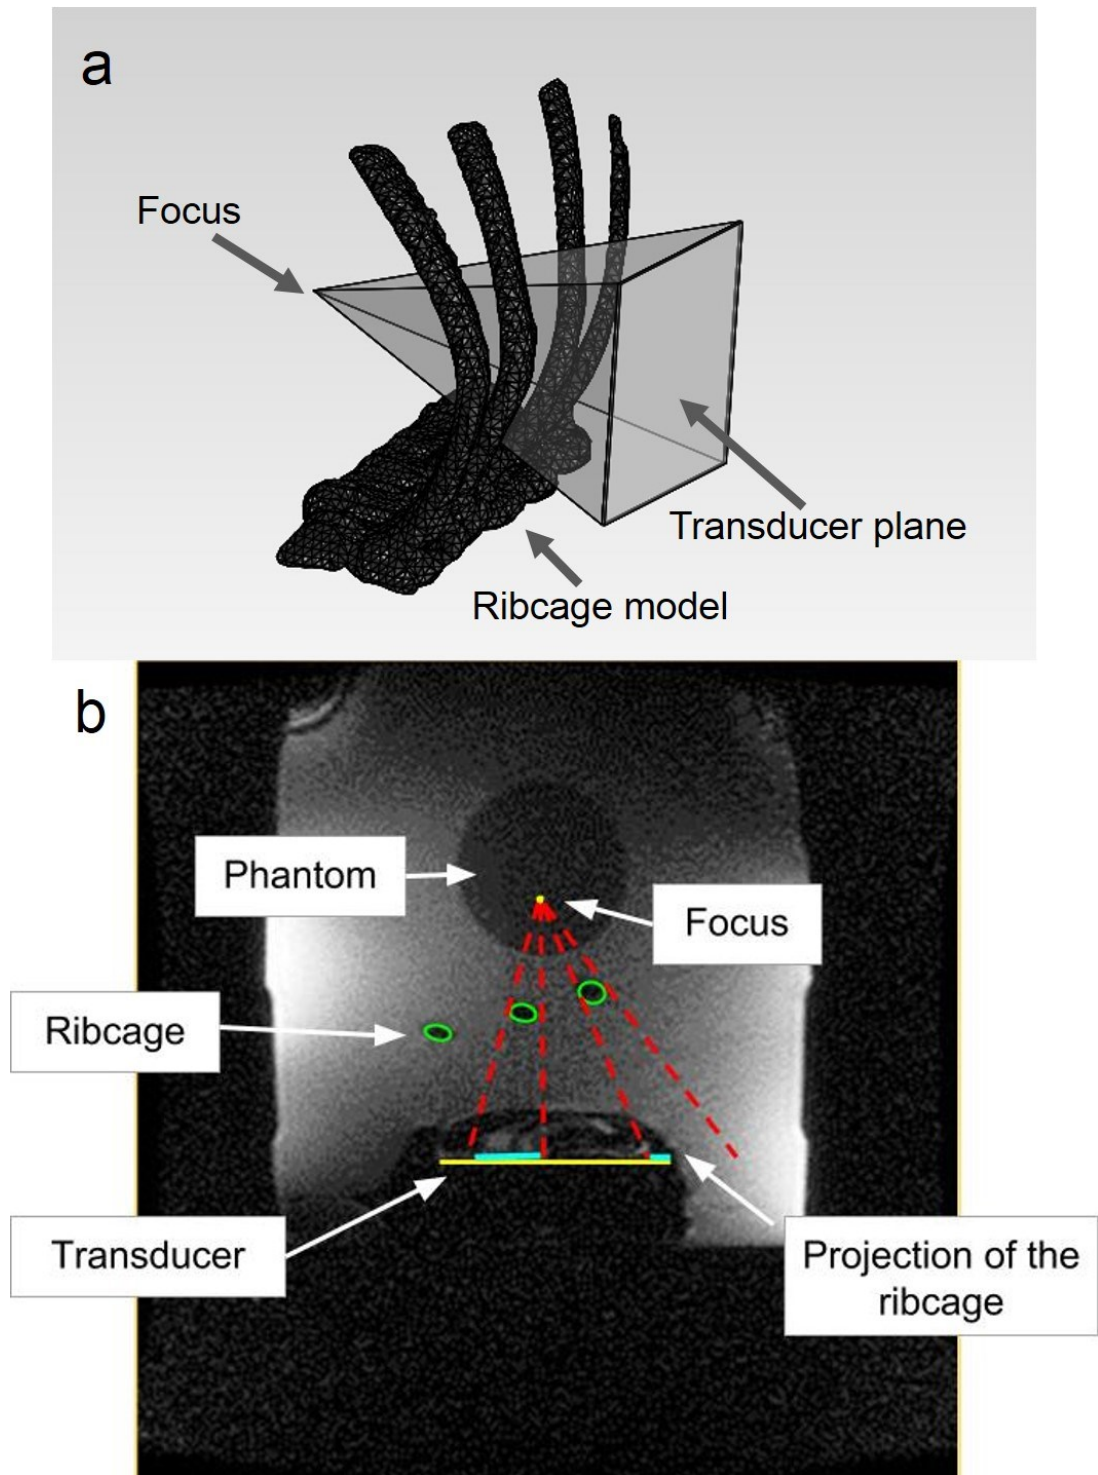 a
Focus
Transducer plane
Ribcage model
b
Phantom
Focus
Ribcage
Transducer
Projection of the
ribcage